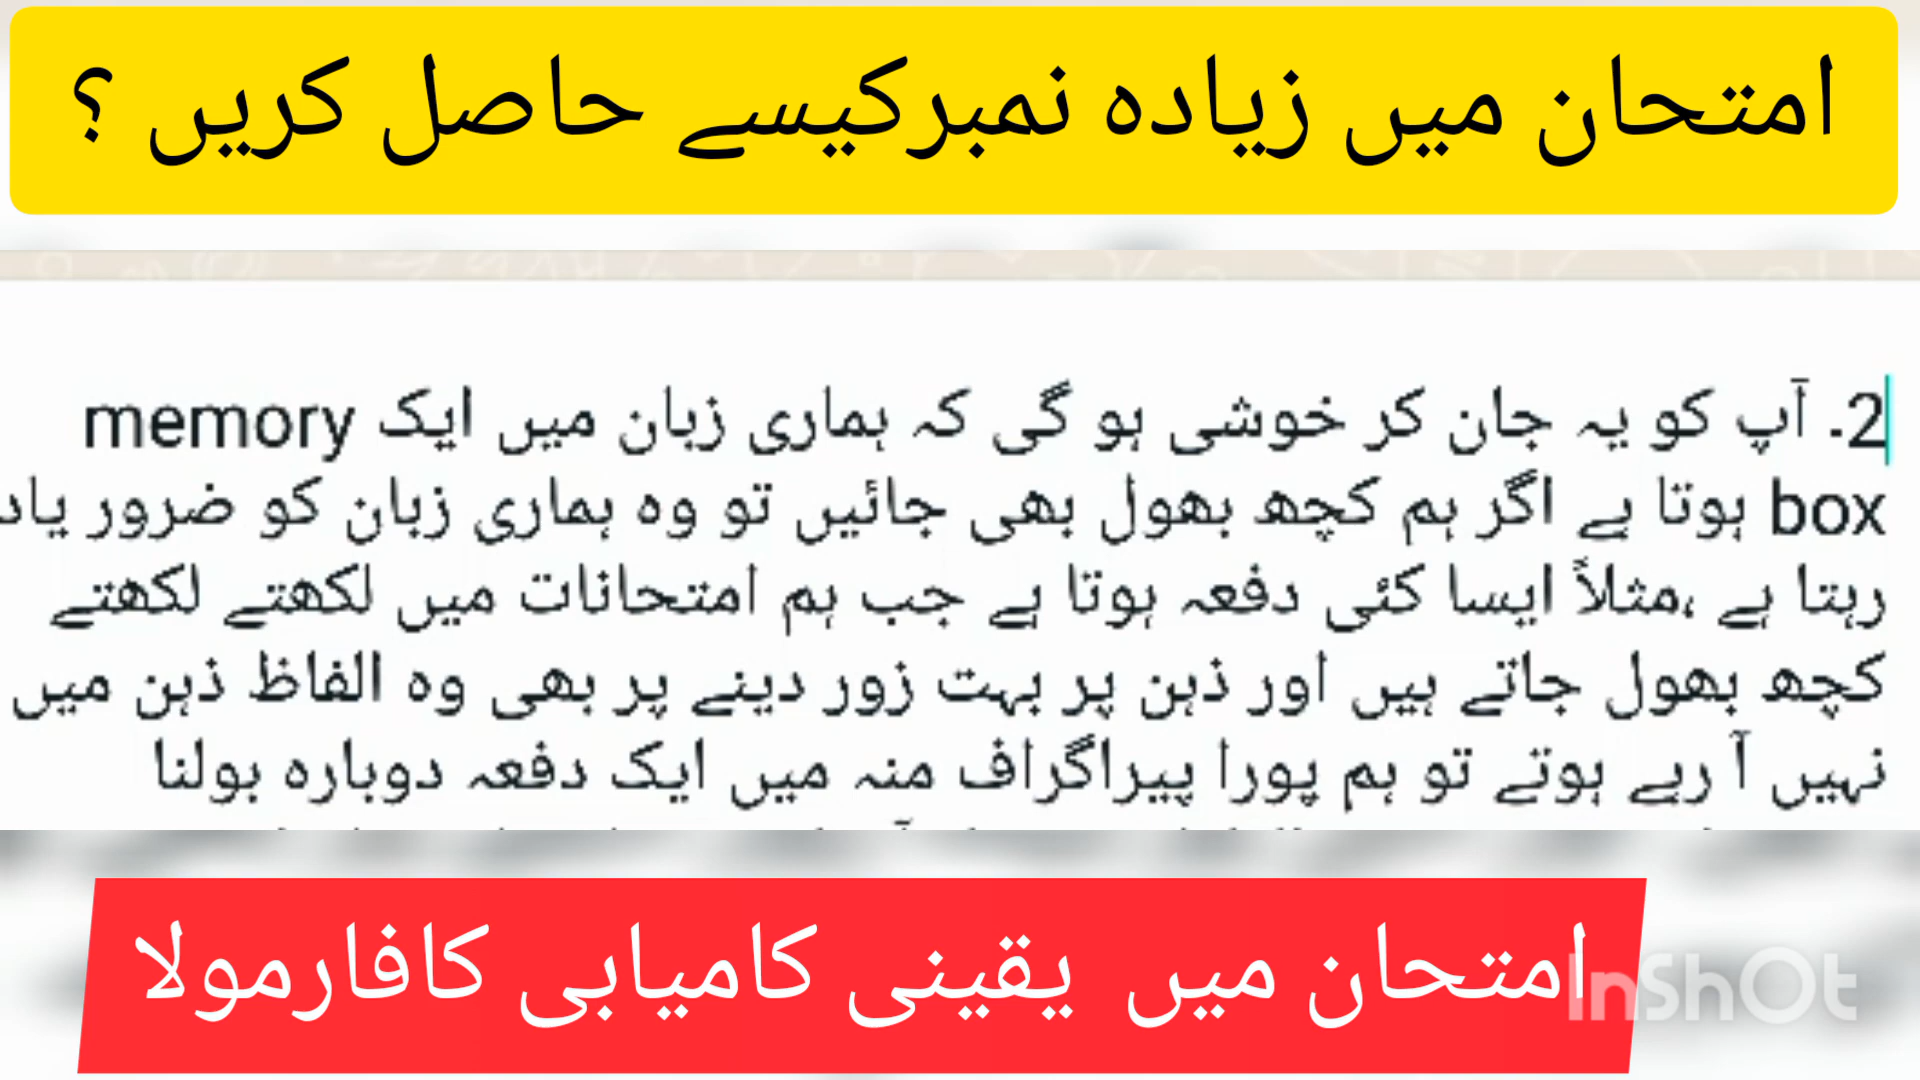 امتحان میں زیادہ نمبرکیسے حاصل کریں ؟
2۔ آپ کو یہ جان کر خوشی ہو گی کہ ہماری زبان میں ایک memory
box ہوتا ہے اگر ہم کچھ بھول بھی جائیں تو وہ ہماری زبان کو ضرور یاد
رہتا ہے ،مثلاً ایسا کئی دفعہ ہوتا ہے جب ہم امتحانات میں لکھتے لکھتے
کچھ بھول جاتے ہیں اور ذہن پر بہت زور دینے پر بھی وہ الفاظ ذہن میں
نہیں آ رہے ہوتے تو ہم پورا پیراگراف منہ میں ایک دفعہ دوبارہ بولنا
امتحان میں یقینی کامیابی کافارمولا
InShOt